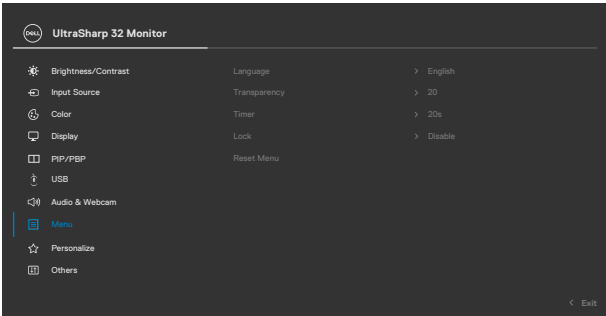 DELL UltraSharp 32 Monitor
Brightness/Contrast Language > English
Input Source Transparency > 20
Color Timer > 20s
Display Lock > Disable
PIP/PBP Reset Menu
USB
Audio & Webcam
Menu
Personalize
Others
< Exit